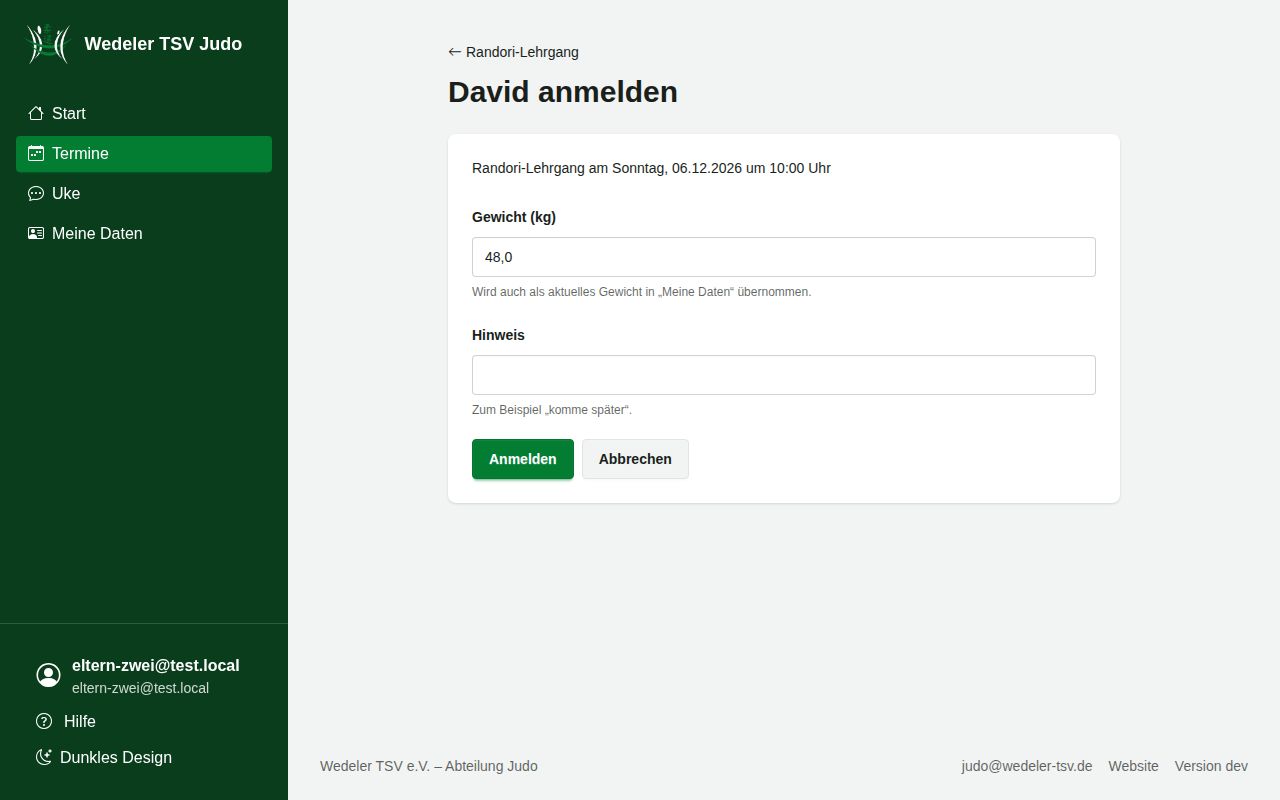 Wedeler TSV Judo
Start
Termine
Uke
Meine Daten
eltern-zwei@test.local
eltern-zwei@test.local
Hilfe
Dunkles Design
← Randori-Lehrgang
David anmelden
Randori-Lehrgang am Sonntag, 06.12.2026 um 10:00 Uhr
Gewicht (kg)
48,0
Wird auch als aktuelles Gewicht in „Meine Daten“ übernommen.
Hinweis
Zum Beispiel „komme später“.
Anmelden Abbrechen
Wedeler TSV e.V. – Abteilung Judo judo@wedeler-tsv.de Website Version dev